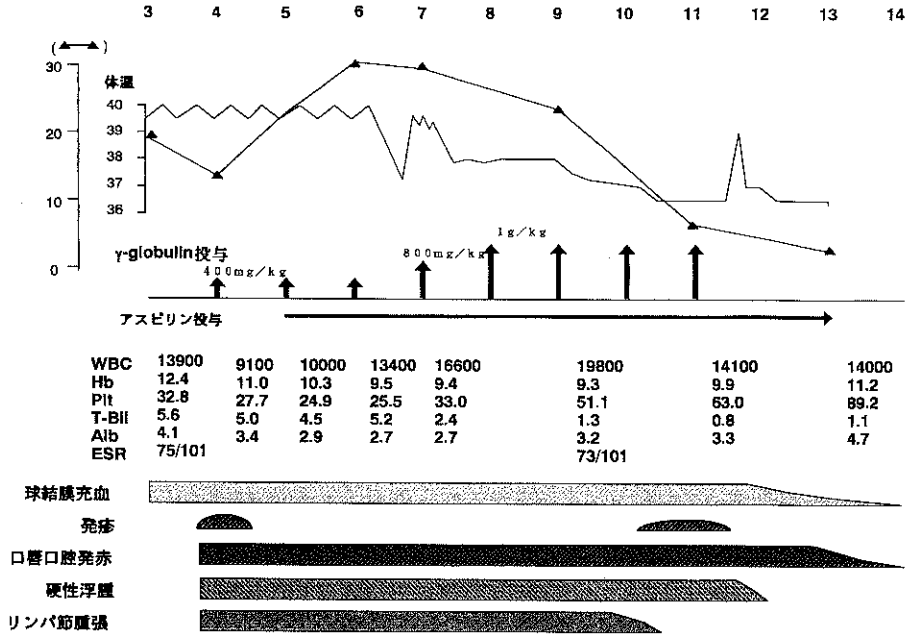 3 4 5 6 7 8 9 10 11 12 13 14
(▲—▲)
30
20
10
0
体温
40
39
38
37
36
γ-globulin投与
400mg/kg
800mg/kg
1g/kg
アスピリン投与
WBC 13900 9100 10000 13400 16600 19800 14100 14000
Hb 12.4 11.0 10.3 9.5 9.4 9.3 9.9 11.2
Plt 32.8 27.7 24.9 25.5 33.0 51.1 63.0 89.2
T-Bil 5.6 5.0 4.5 5.2 2.4 1.3 0.8 1.1
Alb 4.1 3.4 2.9 2.7 2.7 3.2 3.3 4.7
ESR 75/101 73/101
球結膜充血
発疹
口唇口腔発赤
硬性浮腫
リンパ節腫張